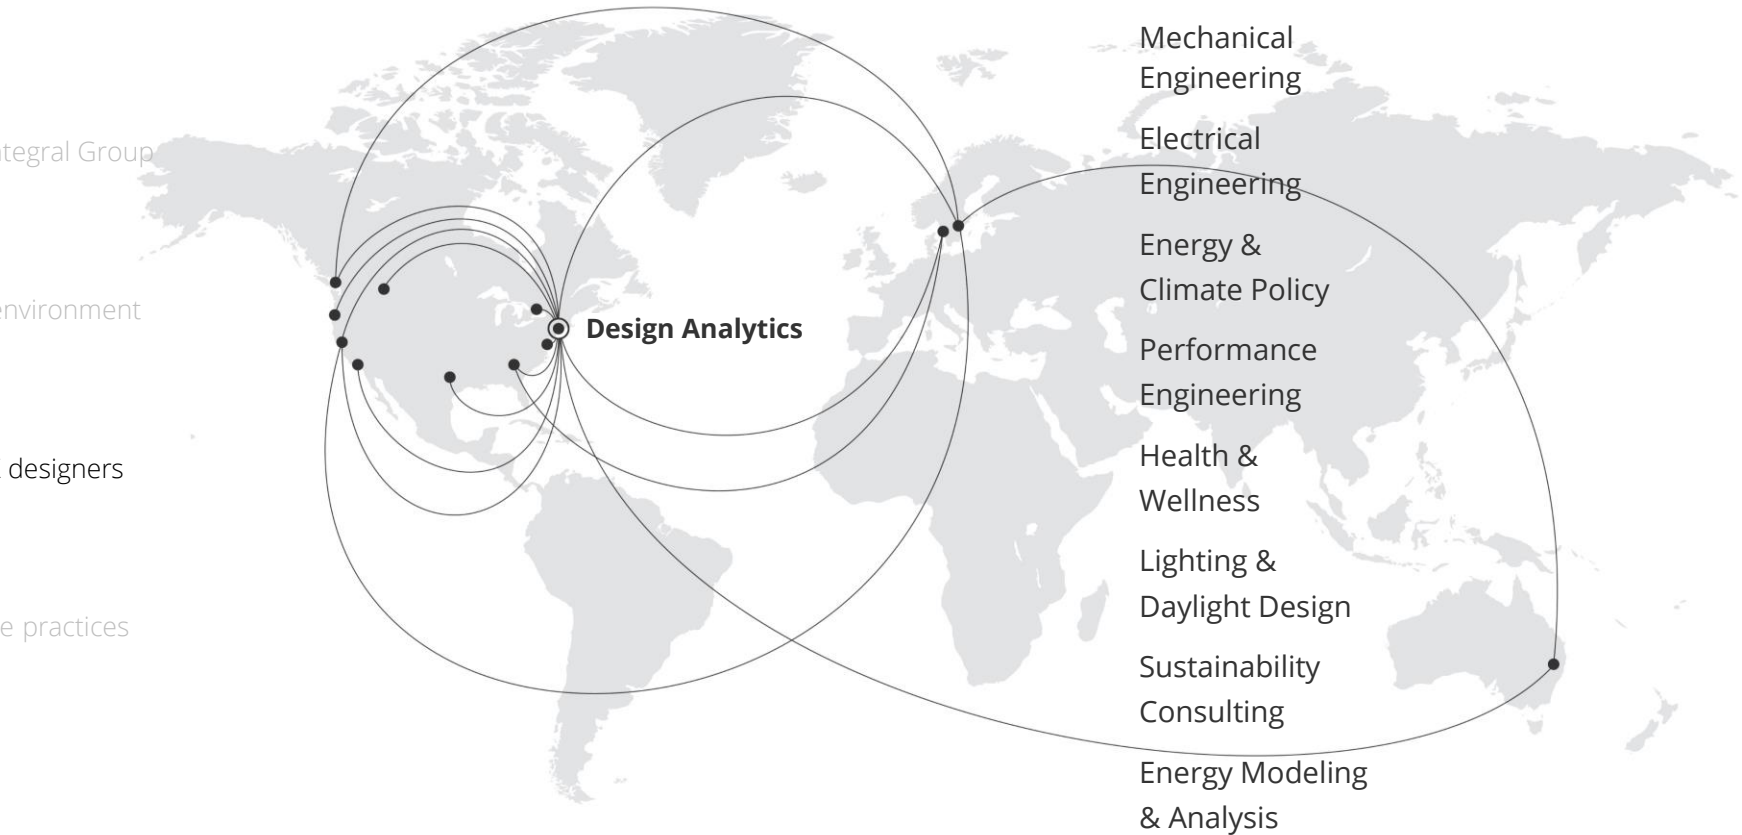 ntegral Group
environment
designers
e practices
Design Analytics
Mechanical
Engineering
Electrical
Engineering
Energy &
Climate Policy
Performance
Engineering
Health &
Wellness
Lighting &
Daylight Design
Sustainability
Consulting
Energy Modeling
& Analysis